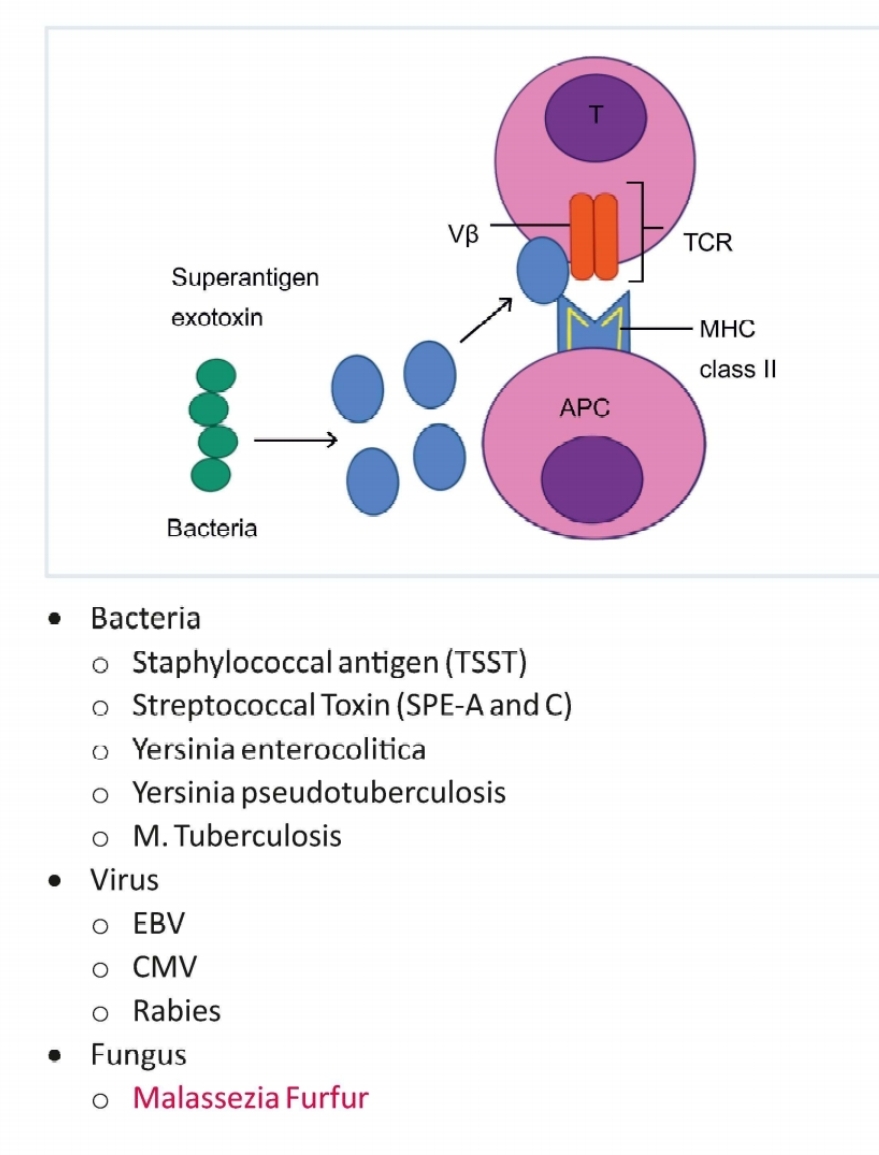 T
Vβ
TCR
Superantigen
exotoxin
MHC
class II
APC
Bacteria
• Bacteria
o Staphylococcal antigen (TSST)
o Streptococcal Toxin (SPE-A and C)
o Yersinia enterocolitica
o Yersinia pseudotuberculosis
o M. Tuberculosis
• Virus
o EBV
o CMV
o Rabies
• Fungus
o Malassezia Furfur